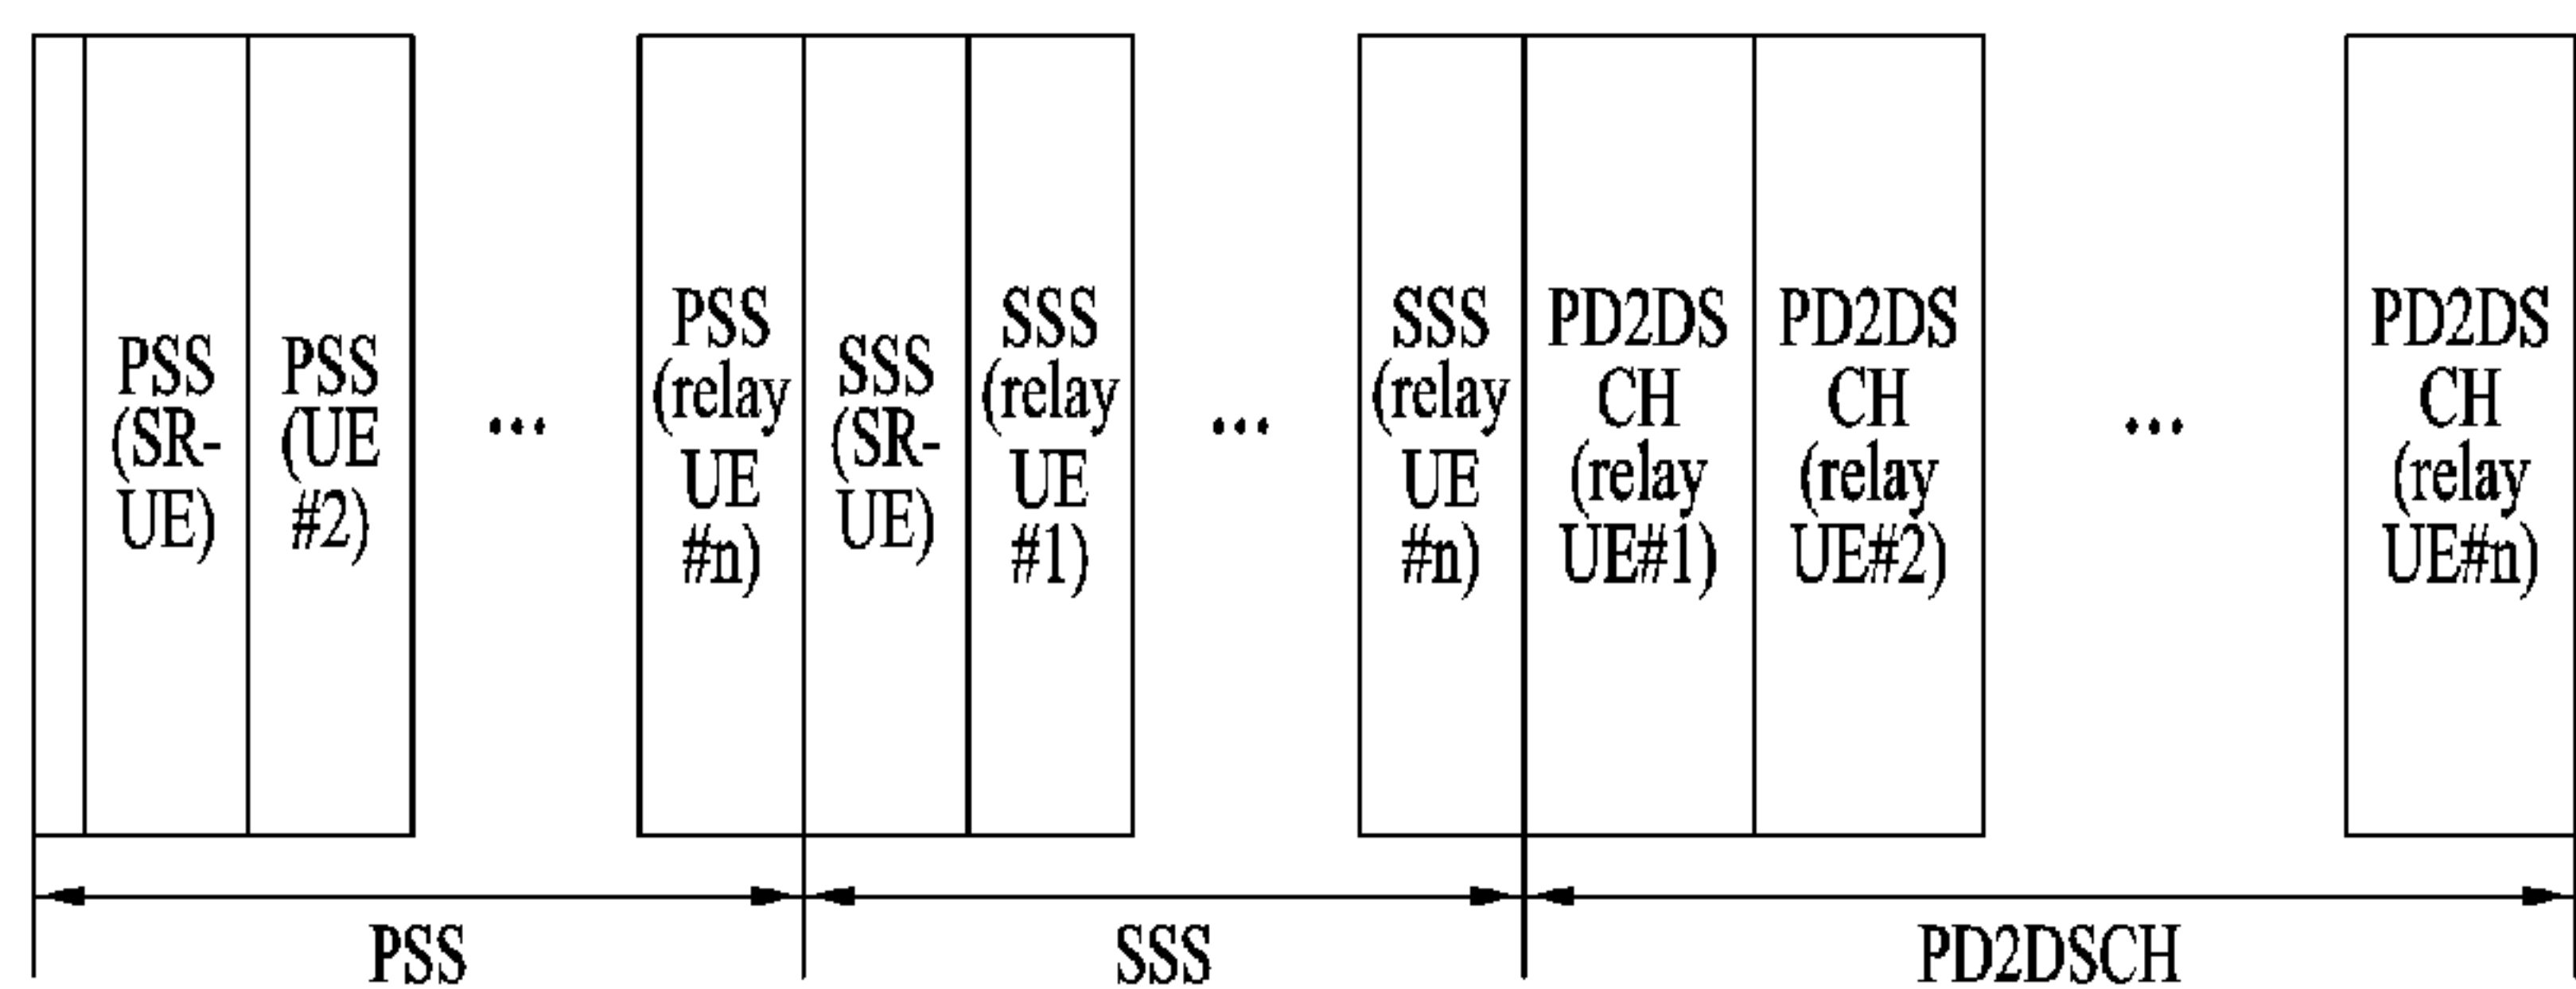 PSS
(SR-
UE)
PSS
(UE
#2)
...
PSS
(relay
UE
#n)
SSS
(SR-
UE)
SSS
(relay
UE
#1)
...
SSS
(relay
UE
#n)
PD2DS
CH
(relay
UE#1)
PD2DS
CH
(relay
UE#2)
...
PD2DS
CH
(relay
UE#n)
PSS
SSS
PD2DSCH